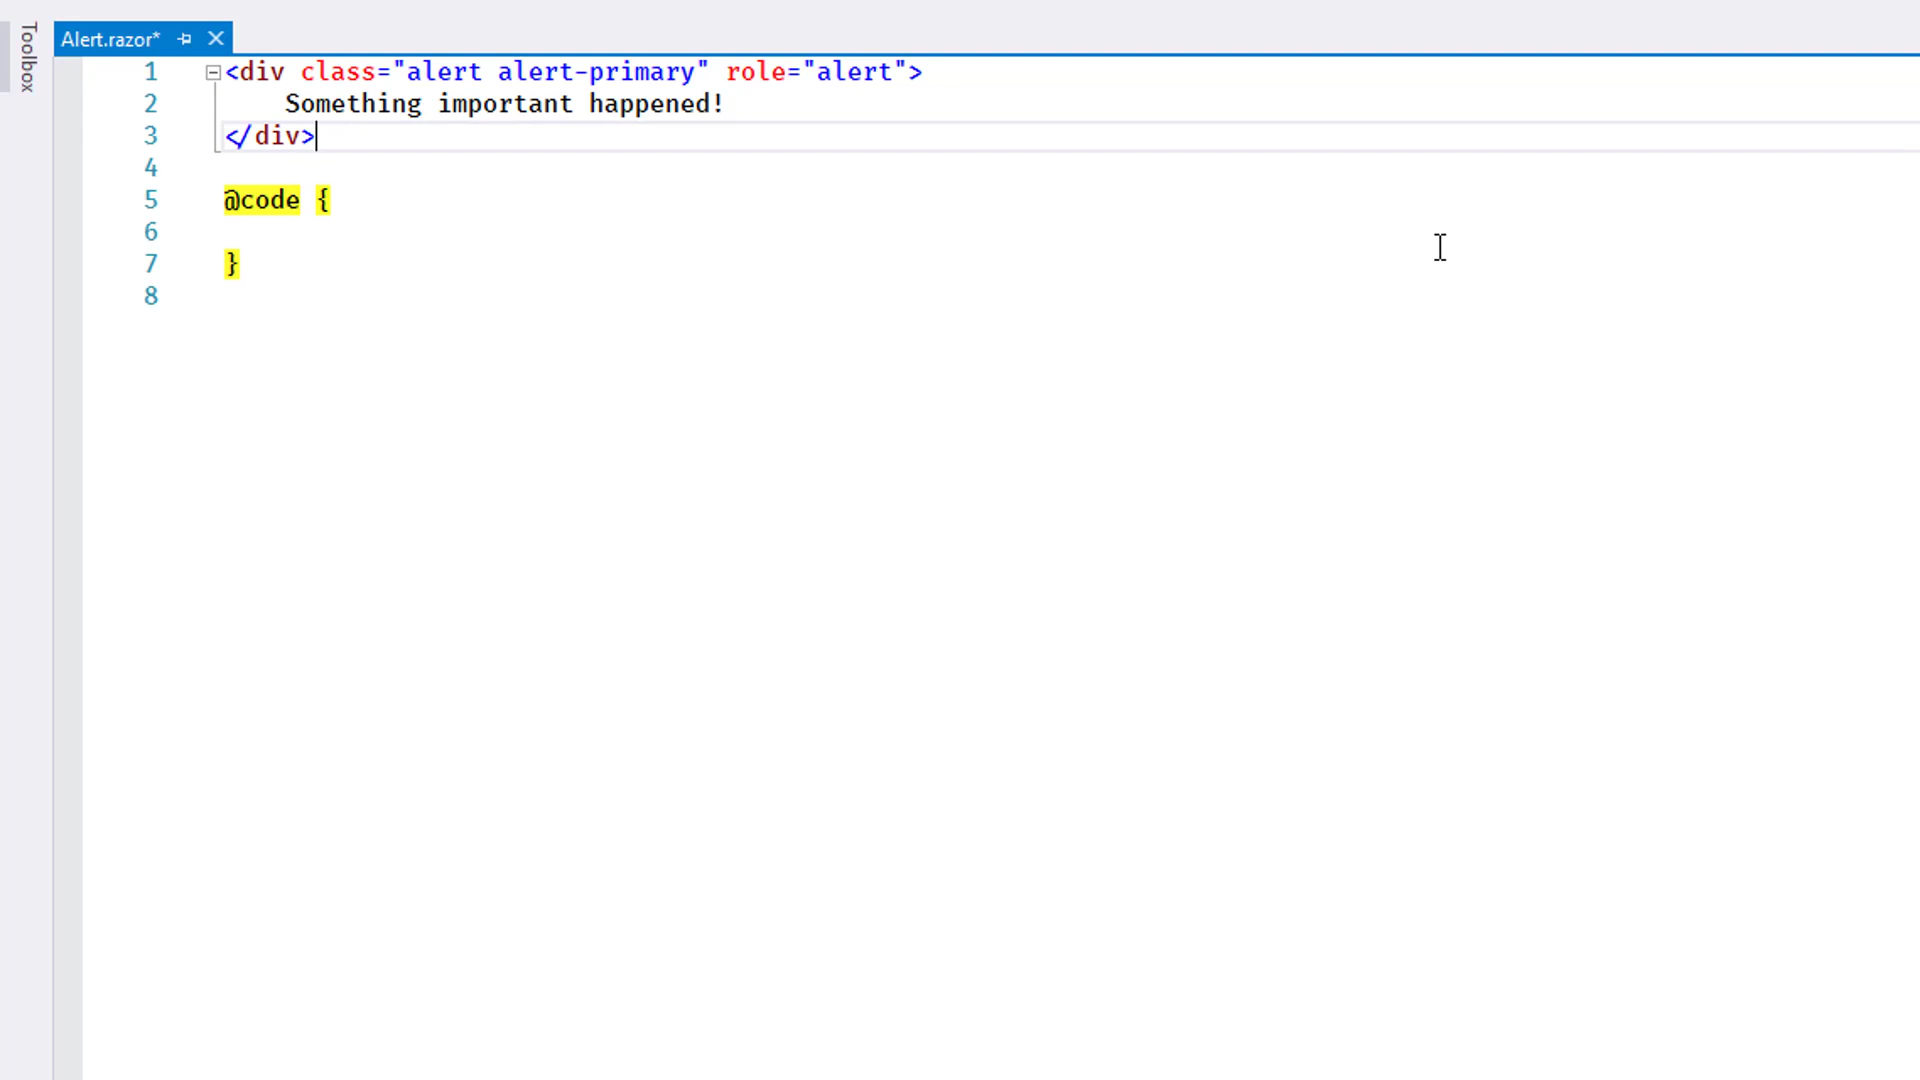 Toolbox
Alert.razor*
1 <div class="alert alert-primary" role="alert">
2     Something important happened!
3 </div>
4
5 @code {
6
7 }
8